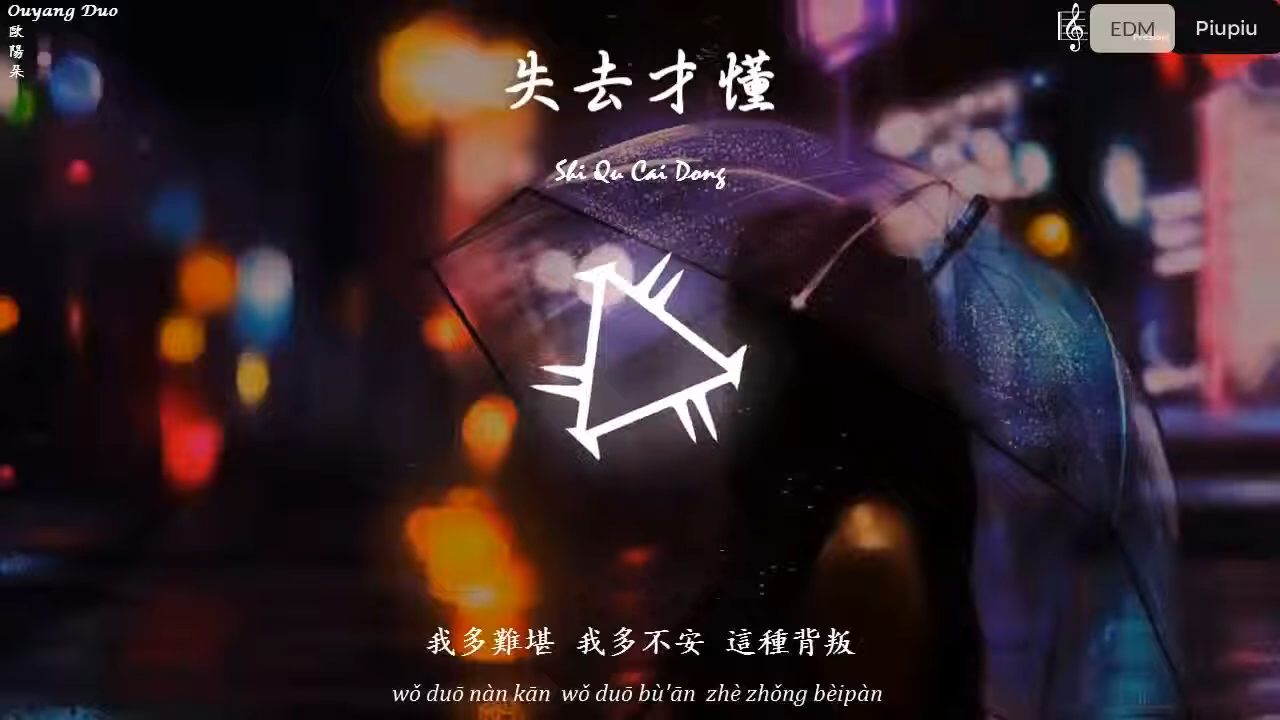 Ouyang Duo
歐陽朵
EDM
Piupiu
失去才懂
Shi Qu Cai Dong
我多難堪 我多不安 這種背叛
wǒ duō nàn kān wǒ duō bù'ān zhè zhǒng bèipàn